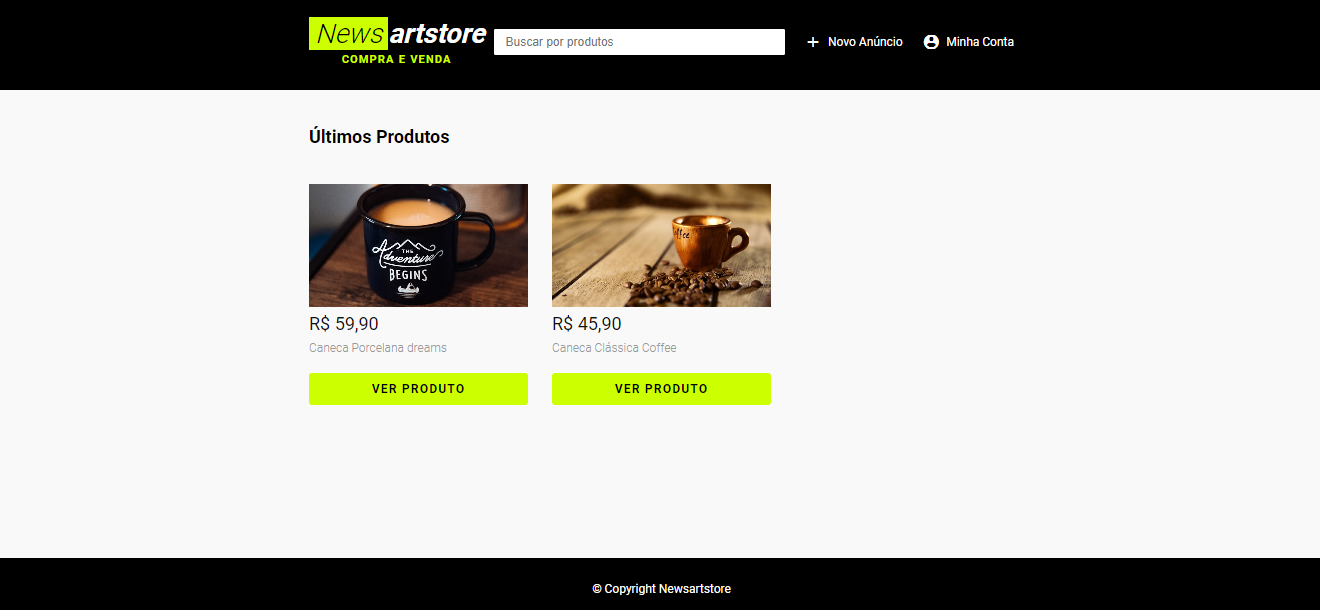 Newsartstore
COMPRA E VENDA
Buscar por produtos
Novo Anúncio
Minha Conta
Últimos Produtos
THE
Adventure
BEGINS
Coffee
R$ 59,90
Caneca Porcelana dreams
VER PRODUTO
R$ 45,90
Caneca Clássica Coffee
VER PRODUTO
© Copyright Newsartstore